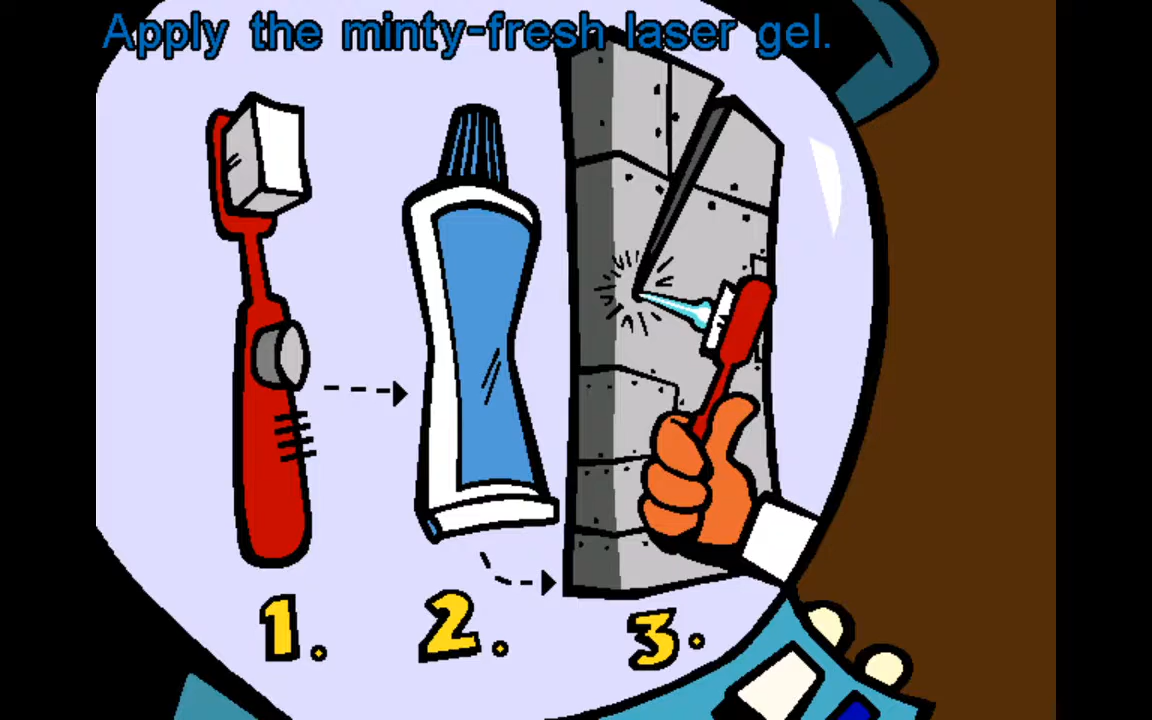 Apply the minty-fresh laser gel.
1. 2. 3.